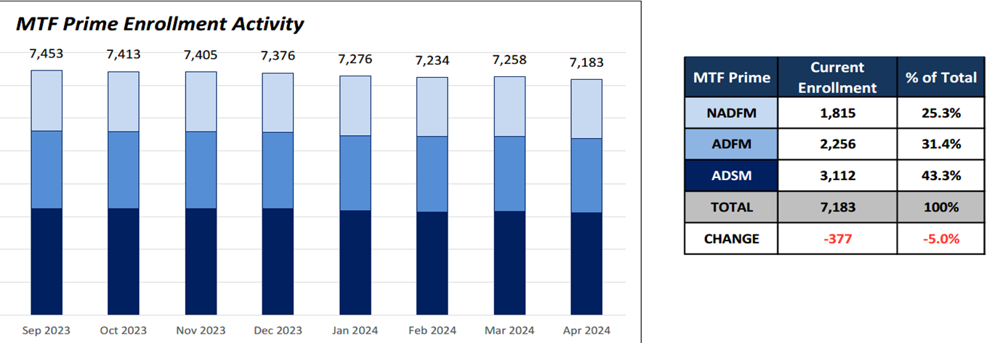 MTF Prime Enrollment Activity
7,453 7,413 7,405 7,376 7,276 7,234 7,258 7,183
Sep 2023 Oct 2023 Nov 2023 Dec 2023 Jan 2024 Feb 2024 Mar 2024 Apr 2024
MTF Prime Current Enrollment % of Total
NADFM 1,815 25.3%
ADFM 2,256 31.4%
ADSM 3,112 43.3%
TOTAL 7,183 100%
CHANGE -377 -5.0%